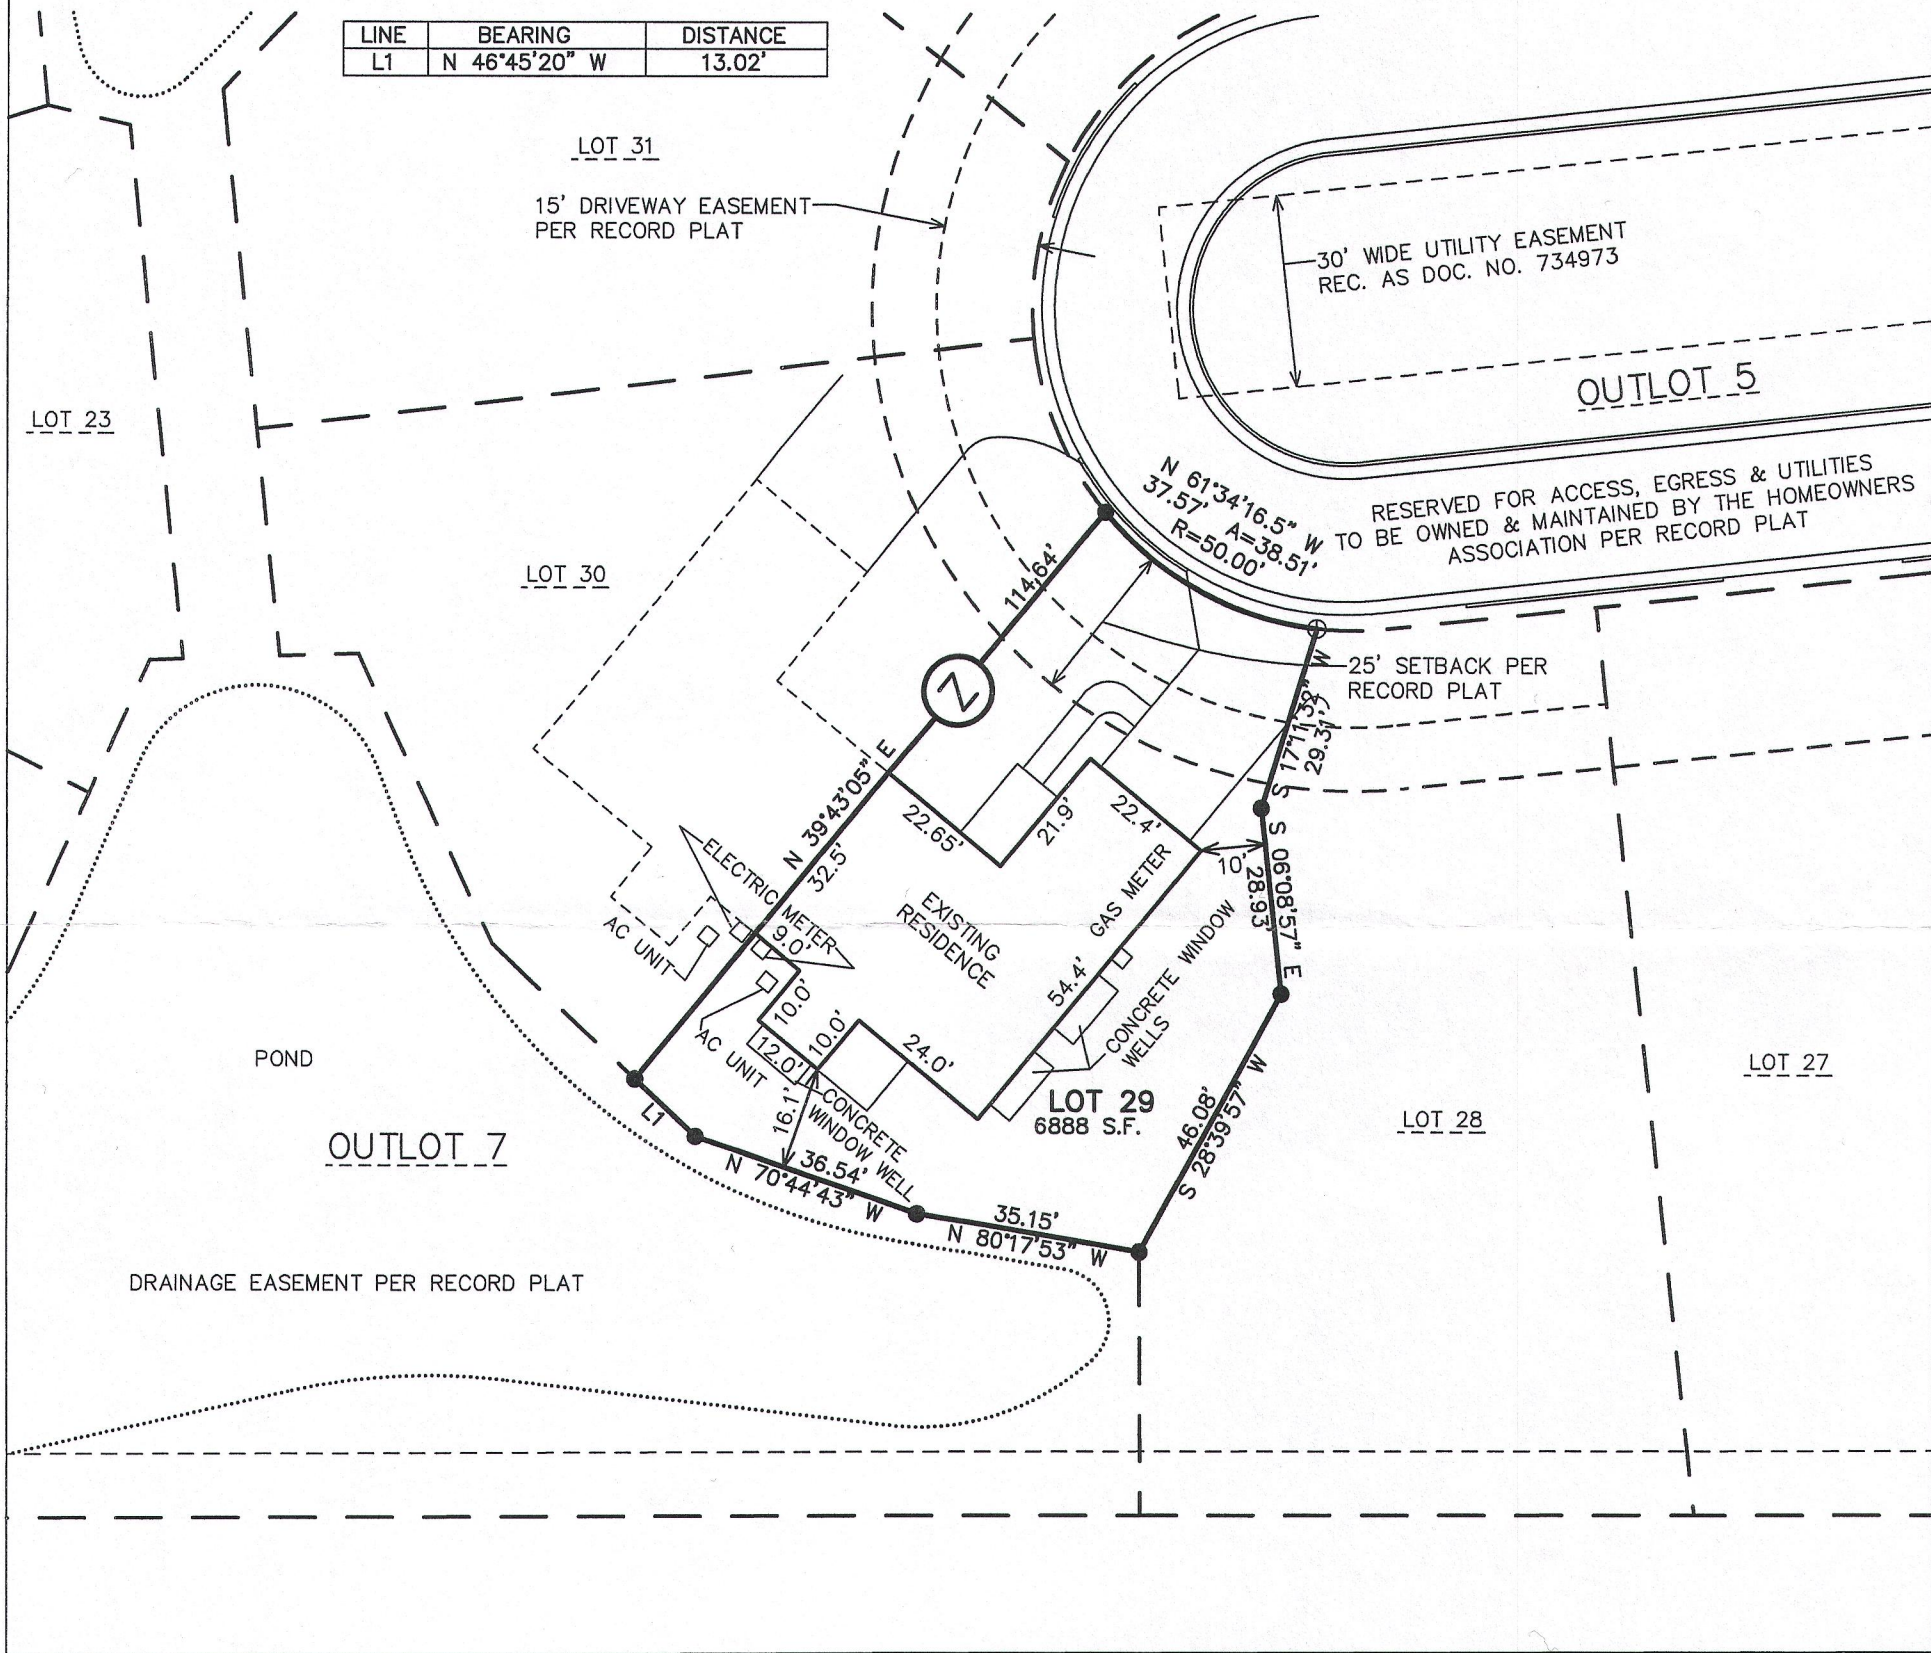 LINE BEARING DISTANCE
L1 N 46°45'20" W 13.02'
LOT 31
15' DRIVEWAY EASEMENT
PER RECORD PLAT
30' WIDE UTILITY EASEMENT
REC. AS DOC. NO. 734973
OUTLOT 5
LOT 23
N 61°34'16.5" W
37.57' A=38.51'
R=50.00'
RESERVED FOR ACCESS, EGRESS & UTILITIES
TO BE OWNED & MAINTAINED BY THE HOMEOWNERS
ASSOCIATION PER RECORD PLAT
LOT 30
114.64'
N 39°43'05" E
Z
25' SETBACK PER
RECORD PLAT
S 17°11'32" W
29.31'
22.65'
21.9'
22.4'
10'
S 06°08'57" E
28.93'
32.5'
ELECTRIC METER
AC UNIT
9.0'
EXISTING
RESIDENCE
GAS METER
54.4'
CONCRETE WINDOW
WELLS
10.0'
10.0'
12.0'
24.0'
AC UNIT
16.1'
CONCRETE
WINDOW WELL
LOT 29
6888 S.F.
46.08'
S 28°39'57" W
LOT 28
LOT 27
POND
OUTLOT 7
L1
36.54'
N 70°44'43" W
35.15'
N 80°17'53" W
DRAINAGE EASEMENT PER RECORD PLAT